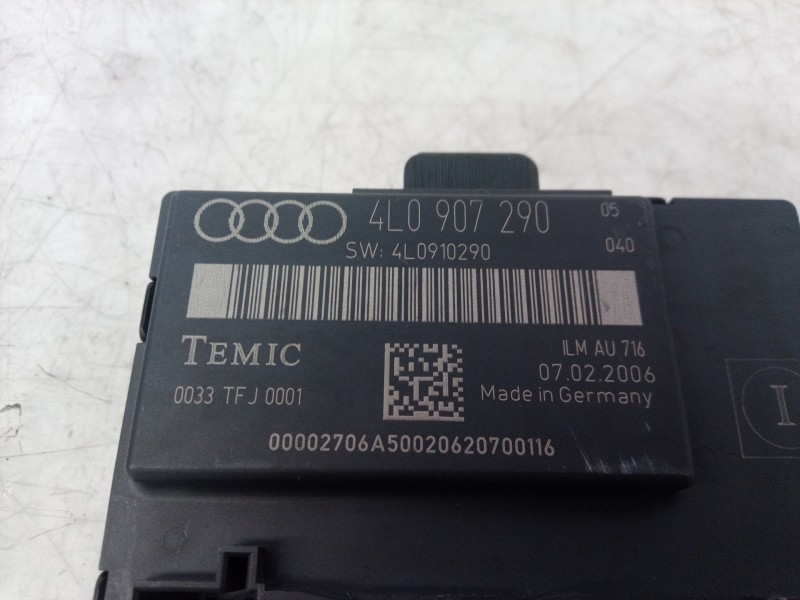 4L0 907 290 05
SW: 4L0910290 040
TEMIC
ILM AU 716
07.02.2006
0033 TFJ 0001
Made in Germany
00002706A50020620700116
I